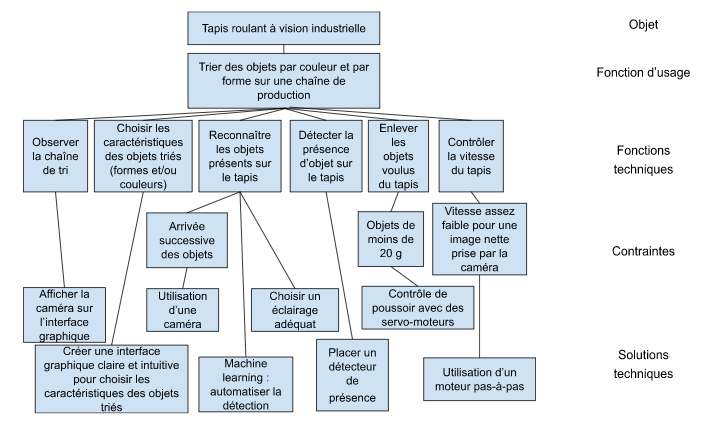 Tapis roulant à vision industrielle
Objet
Trier des objets par couleur et par
forme sur une chaîne de
production
Fonction d'usage
Observer
la chaîne
de tri
Choisir les
caractéristiques
des objets triés
(formes et/ou
couleurs)
Reconnaître
les objets
présents sur
le tapis
Détecter la
présence
d'objet sur
le tapis
Enlever
les
objets
voulus
du tapis
Contrôler
la vitesse
du tapis
Fonctions
techniques
Arrivée
successive
des objets
Objets de
moins de
20 g
Vitesse assez
faible pour une
image nette
prise par la
caméra
Contraintes
Afficher la
caméra sur
l'interface
graphique
Utilisation
d'une
caméra
Choisir un
éclairage
adéquat
Contrôle de
poussoir avec des
servo-moteurs
Créer une interface
graphique claire et intuitive
pour choisir les
caractéristiques des objets
triés
Machine
learning :
automatiser la
détection
Placer un
détecteur
de
présence
Utilisation d'un
moteur pas-à-pas
Solutions
techniques